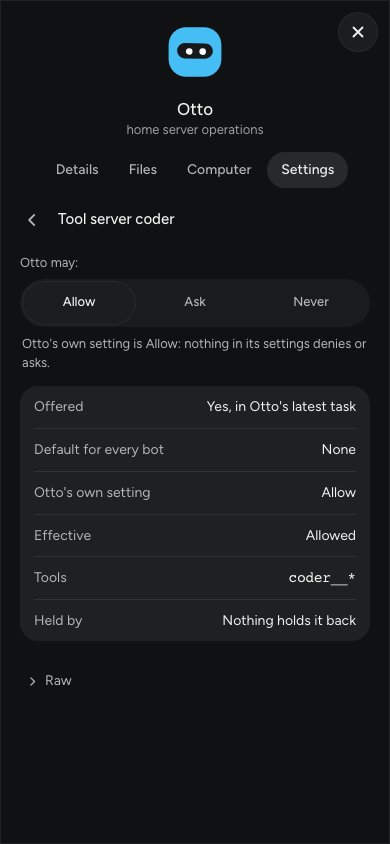 Otto
home server operations
Details Files Computer Settings
Tool server coder
Otto may:
Allow Ask Never
Otto's own setting is Allow: nothing in its settings denies or
asks.
Offered Yes, in Otto's latest task
Default for every bot None
Otto's own setting Allow
Effective Allowed
Tools coder__*
Held by Nothing holds it back
Raw